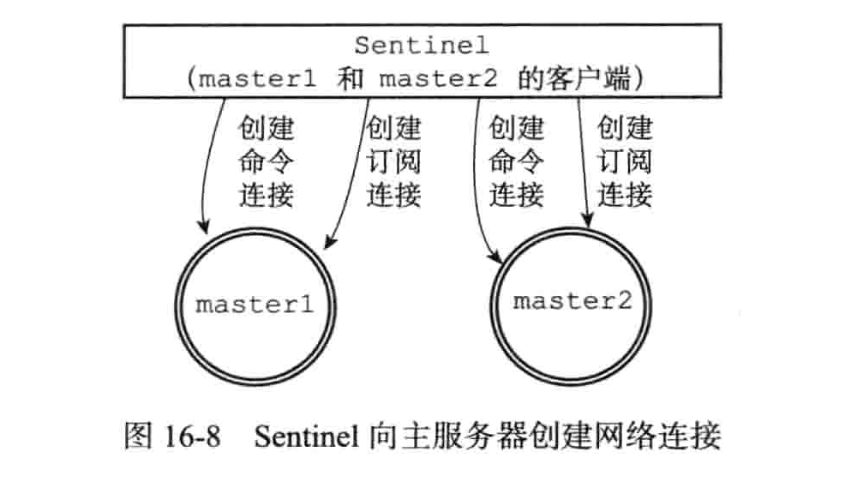 Sentinel
(master1 和 master2 的客户端)
创建
命令
连接
创建
订阅
连接
创建
命令
连接
创建
订阅
连接
master1
master2
图 16-8 Sentinel 向主服务器创建网络连接